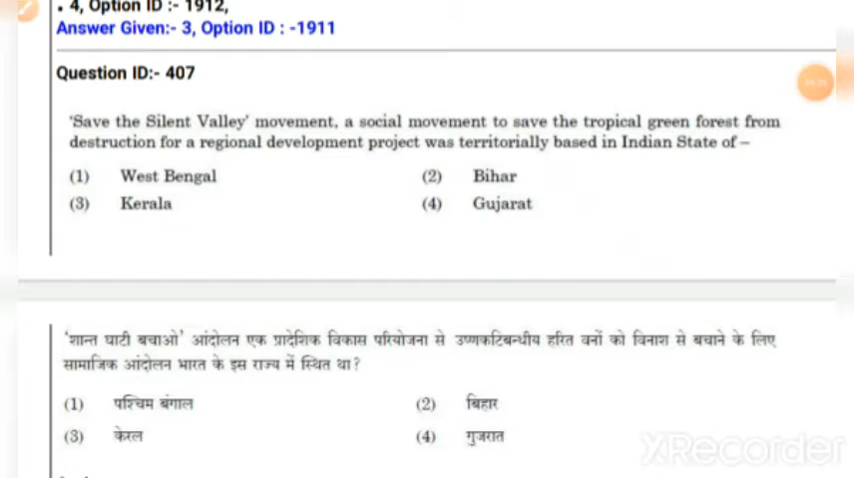 . 4, Option ID :- 1912,
Answer Given:- 3, Option ID : -1911
Question ID:- 407
'Save the Silent Valley' movement, a social movement to save the tropical green forest from
destruction for a regional development project was territorially based in Indian State of –
(1) West Bengal (2) Bihar
(3) Kerala (4) Gujarat
'शान्त घाटी बचाओ' आंदोलन एक प्रादेशिक विकास परियोजना से उष्णकटिबन्धीय हरित वनों को विनाश से बचाने के लिए
सामाजिक आंदोलन भारत के इस राज्य में स्थित था?
(1) पश्चिम बंगाल (2) बिहार
(3) केरल (4) गुजरात
XRecorder